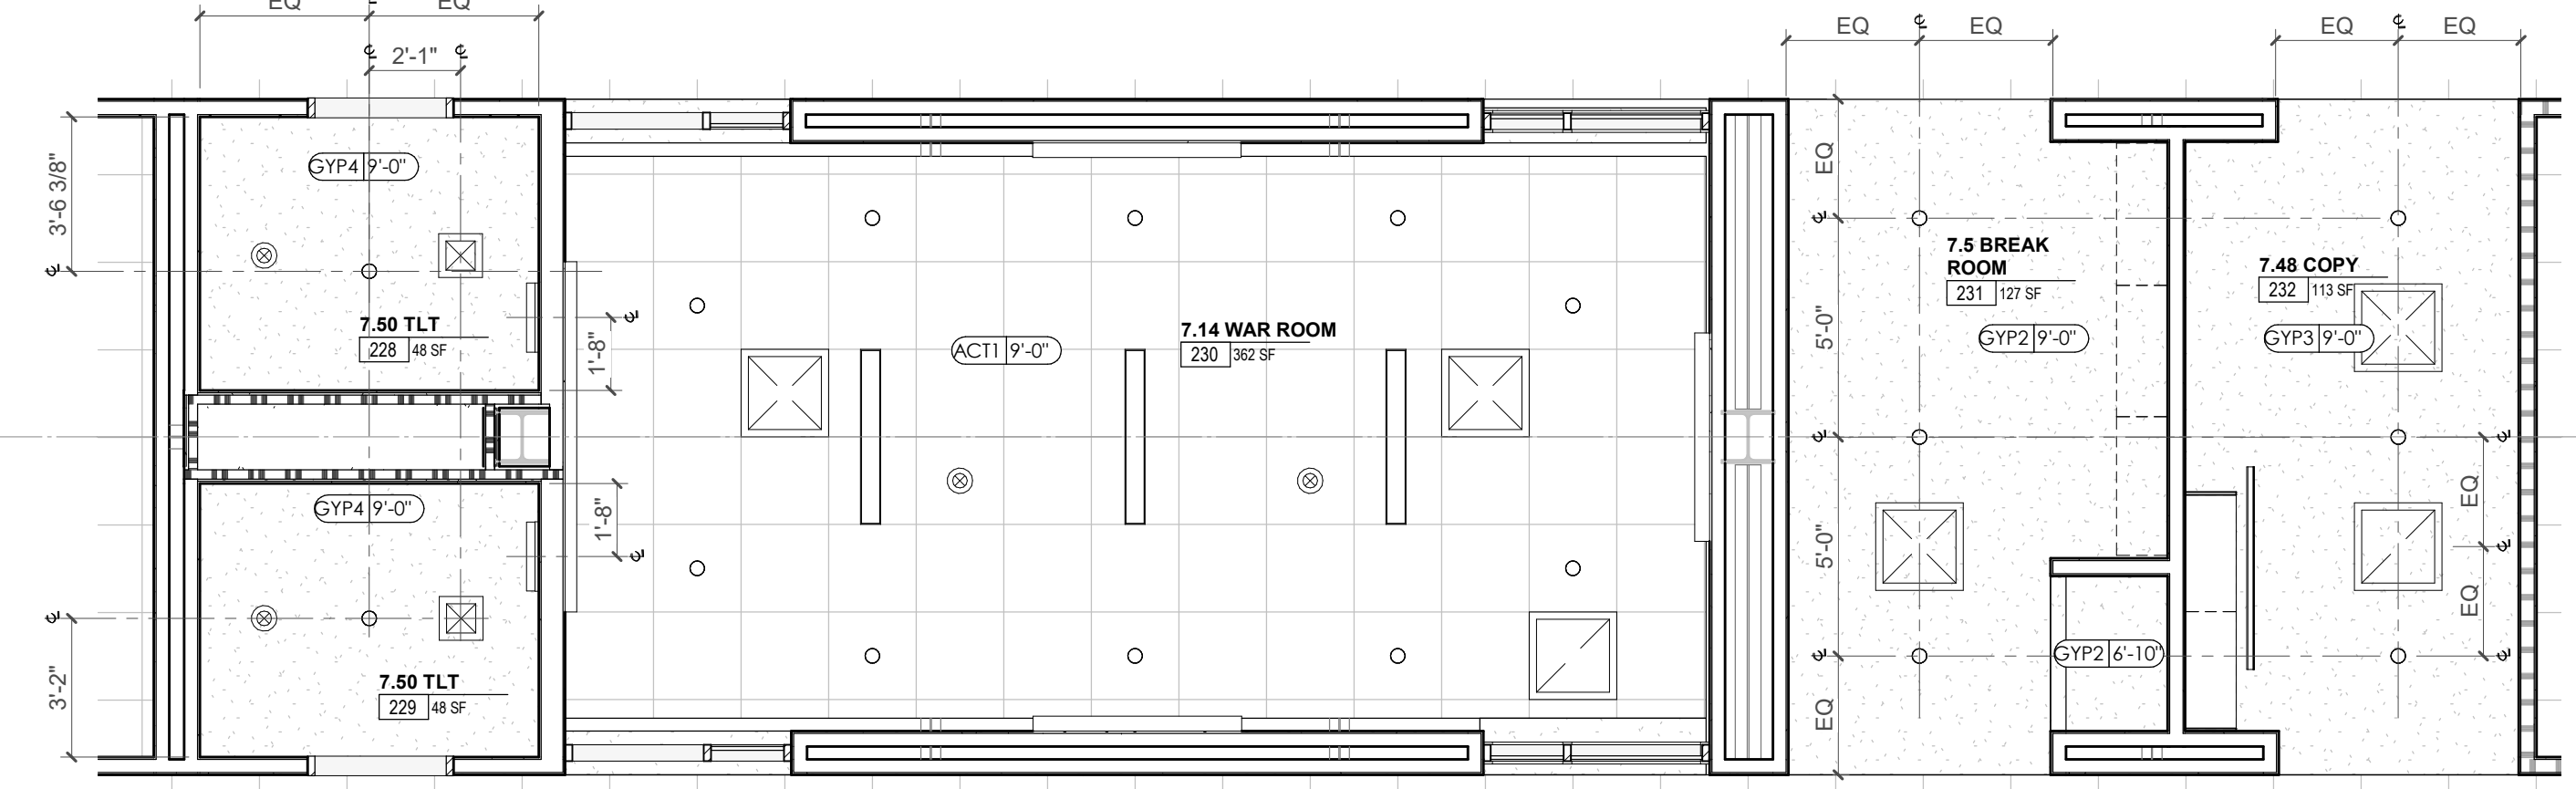 EQ
EQ
2'-1"
EQ
EQ
EQ
EQ
3'-6 3/8"
GYP4 9'-0"
7.50 TLT
228 48 SF
1'-8"
ACT1 9'-0"
7.14 WAR ROOM
230 362 SF
EQ
7.5 BREAK
ROOM
231 127 SF
GYP2 9'-0"
5'-0"
7.48 COPY
232 113 SF
GYP3 9'-0"
GYP4 9'-0"
1'-8"
3'-2"
7.50 TLT
229 48 SF
5'-0"
EQ
GYP2 6'-10"
EQ
EQ